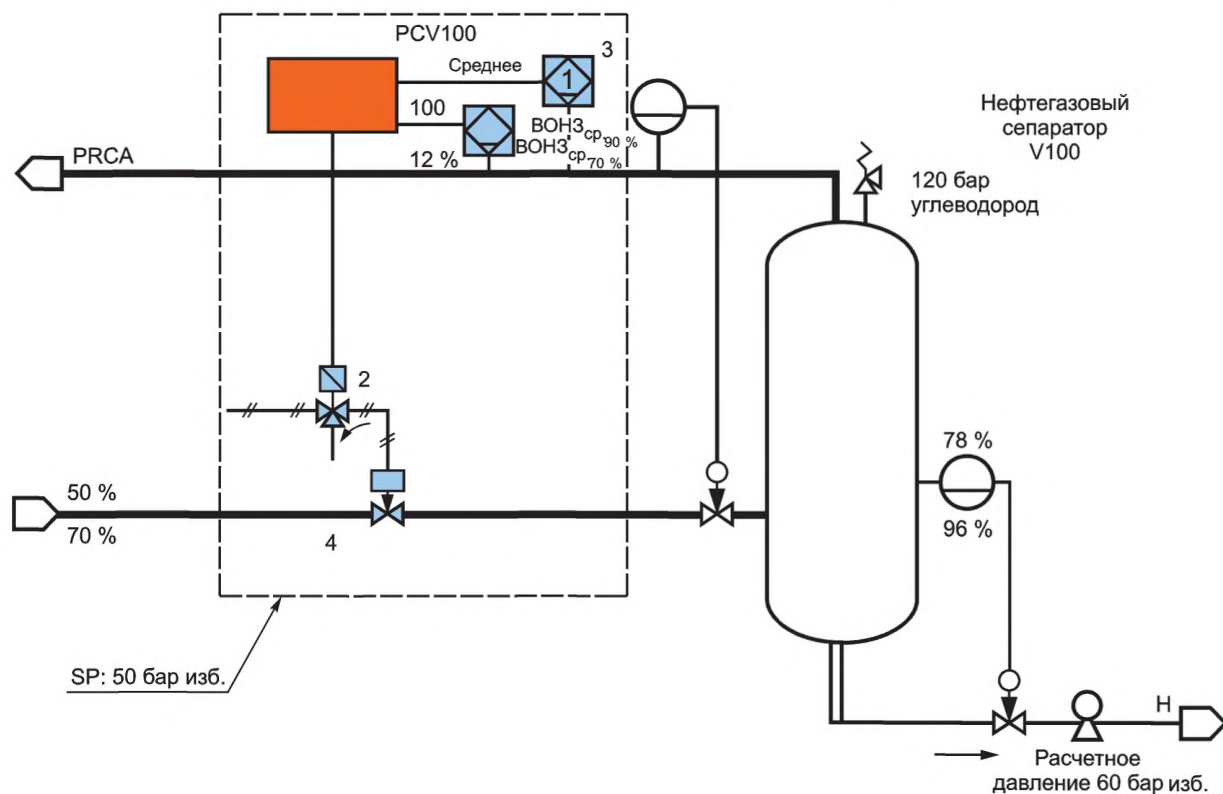 PCV100
3
Среднее
1
100
ВОНЗср90 %
ВОНЗср70 %
PRCA
12 %
Нефтегазовый
сепаратор
V100
120 бар
углеводород
2
78 %
96 %
50 %
70 %
4
SP: 50 бар изб.
Н
Расчетное
давление 60 бар изб.